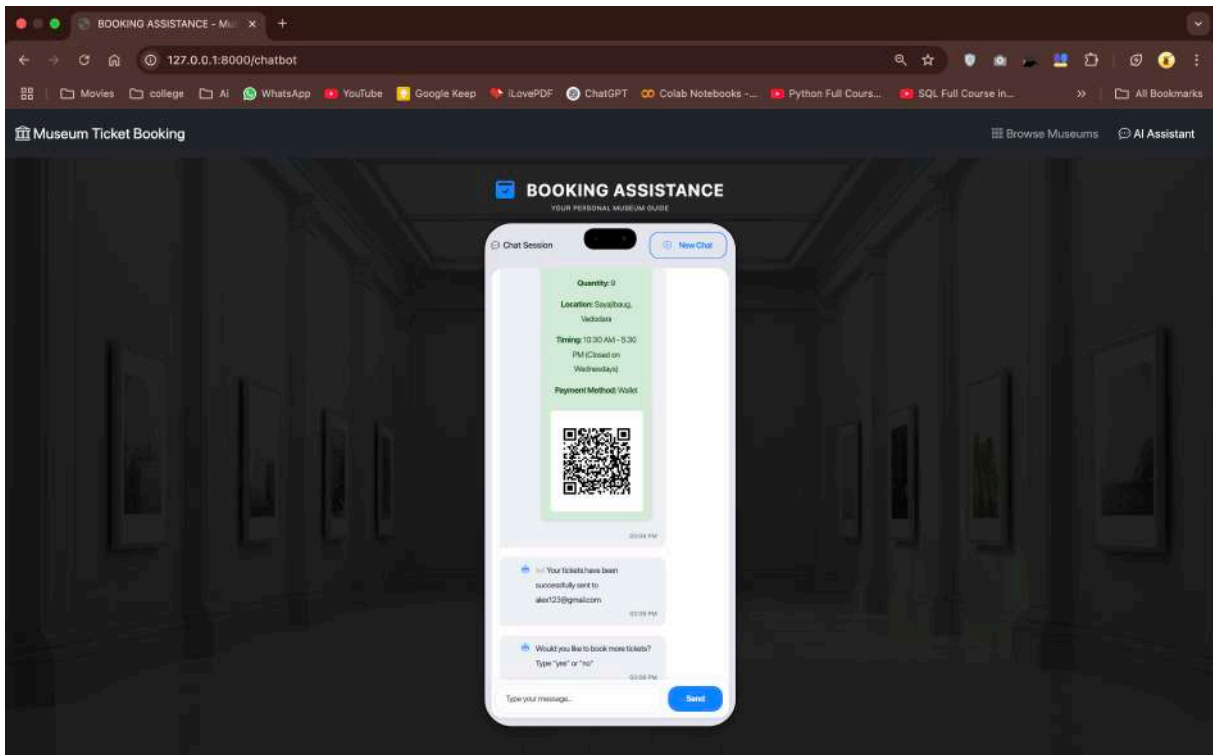 BOOKING ASSISTANCE - Mu
127.0.0.1:8000/chatbot
Movies college Ai WhatsApp YouTube Google Keep iLovePDF ChatGPT Colab Notebooks -... Python Full Cours... SQL Full Course in... » All Bookmarks
Museum Ticket Booking Browse Museums AI Assistant
BOOKING ASSISTANCE
YOUR PERSONAL MUSEUM GUIDE
Chat Session New Chat
Quantity: 9
Location: Sayajibaug,
Vadodara
Timing: 10:30 AM – 5:30
PM (Closed on
Wednesdays)
Payment Method: Wallet
Your tickets have been
successfully sent to
alex123@gmail.com
Would you like to book more tickets?
Type "yes" or "no"
Type your message... Send